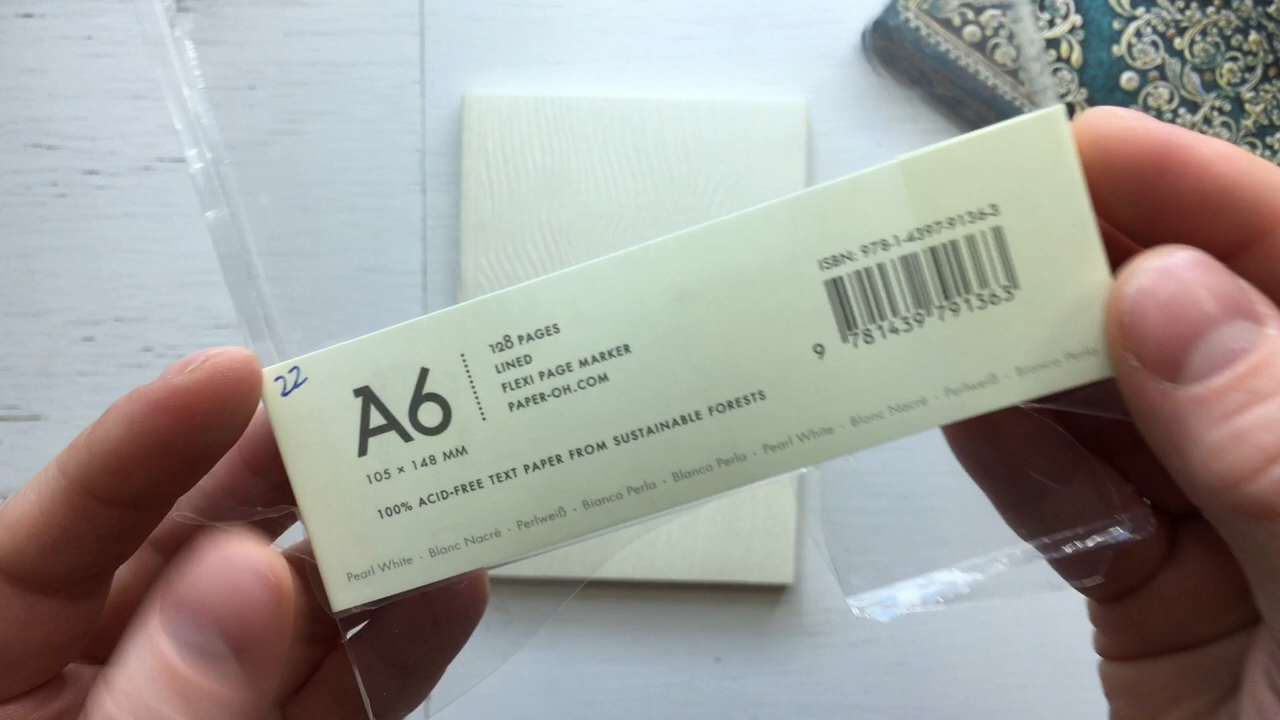 22
A6
105 × 148 MM
128 PAGES
LINED
FLEXI PAGE MARKER
PAPER-OH.COM
100% ACID-FREE TEXT PAPER FROM SUSTAINABLE FORESTS
ISBN: 978-1-4397-9136-3
9 781439 791363
Pearl White · Blanc Nacré · Perlweiß · Bianco Perla · Blanco Perla · Pearl White · Blanc Nacré · Perlweiß · Bianco Perla